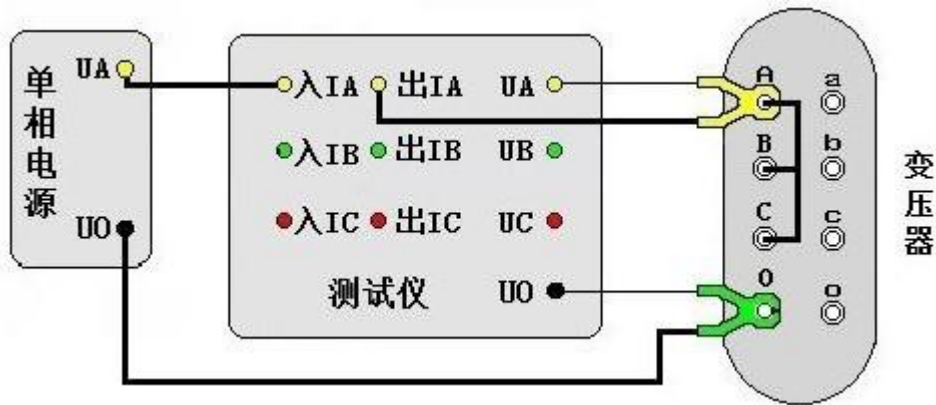 单相电源
UA
UO
入IA 出IA UA
入IB 出IB UB
入IC 出IC UC
测试仪 UO
A a
B b
C c
0 o
变压器